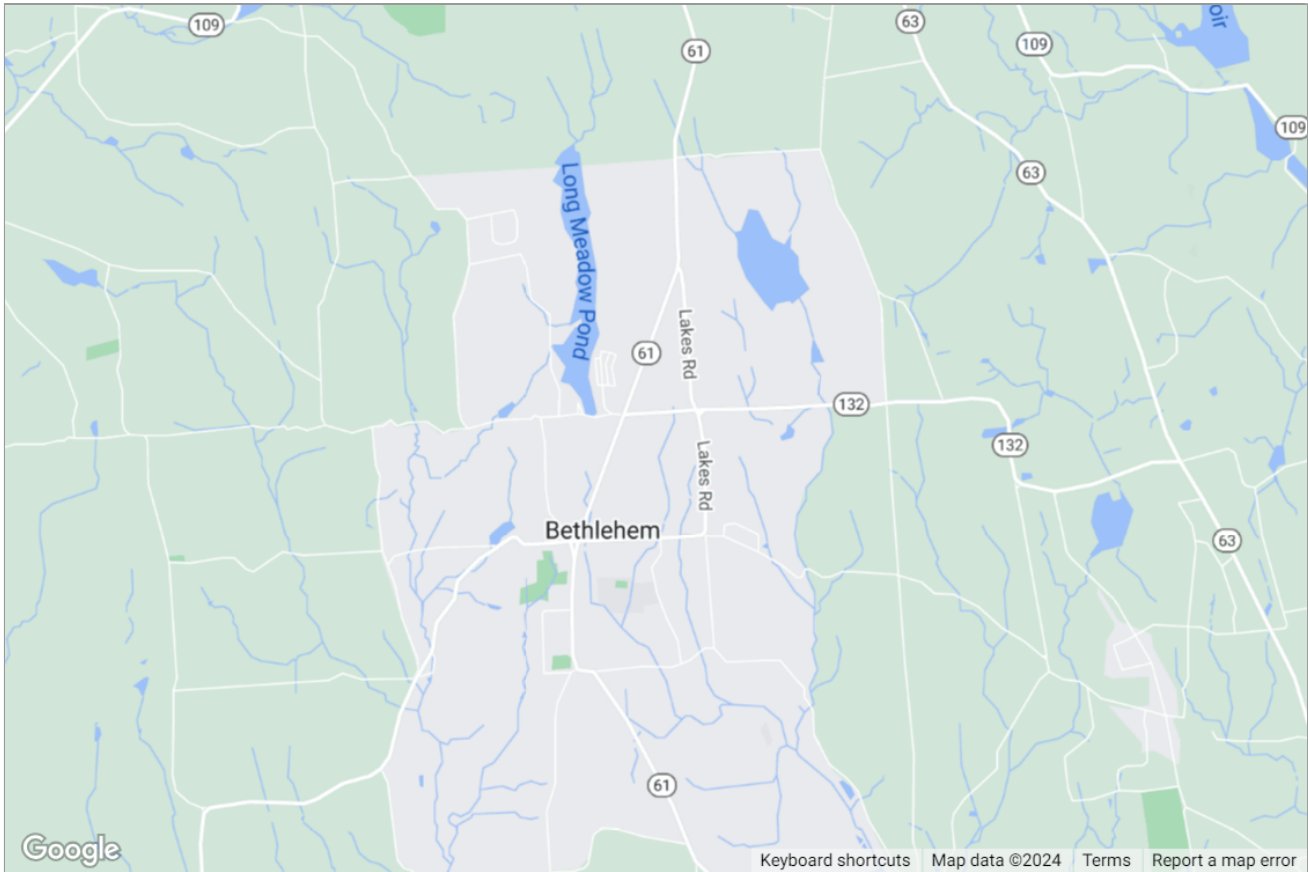 109
61
63
109
oir
109
63
Long Meadow Pond
Lakes Rd
61
132
132
Lakes Rd
Bethlehem
63
61
Google
Keyboard shortcuts
Map data ©2024
Terms
Report a map error